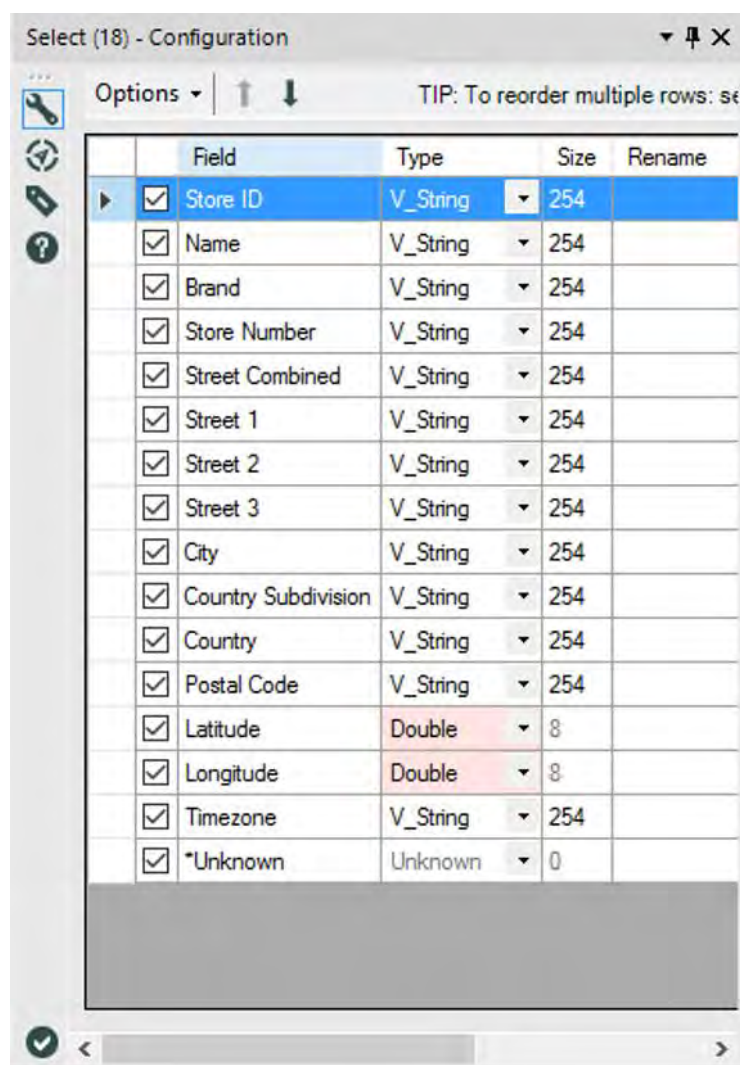 Select (18) - Configuration
Options TIP: To reorder multiple rows: se
Field Type Size Rename
Store ID V_String 254
Name V_String 254
Brand V_String 254
Store Number V_String 254
Street Combined V_String 254
Street 1 V_String 254
Street 2 V_String 254
Street 3 V_String 254
City V_String 254
Country Subdivision V_String 254
Country V_String 254
Postal Code V_String 254
Latitude Double 8
Longitude Double 8
Timezone V_String 254
*Unknown Unknown 0